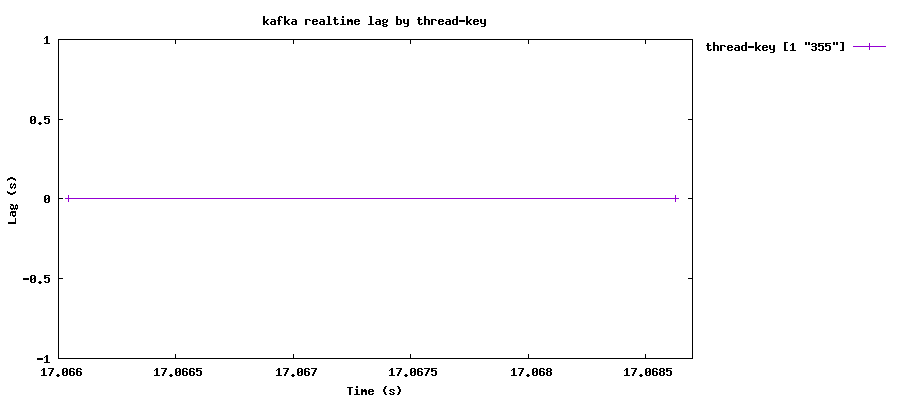 kafka realtime lag by thread-key
thread-key [1 "355"]
1
0.5
0
-0.5
-1
Lag (s)
17.066 17.0665 17.067 17.0675 17.068 17.0685
Time (s)